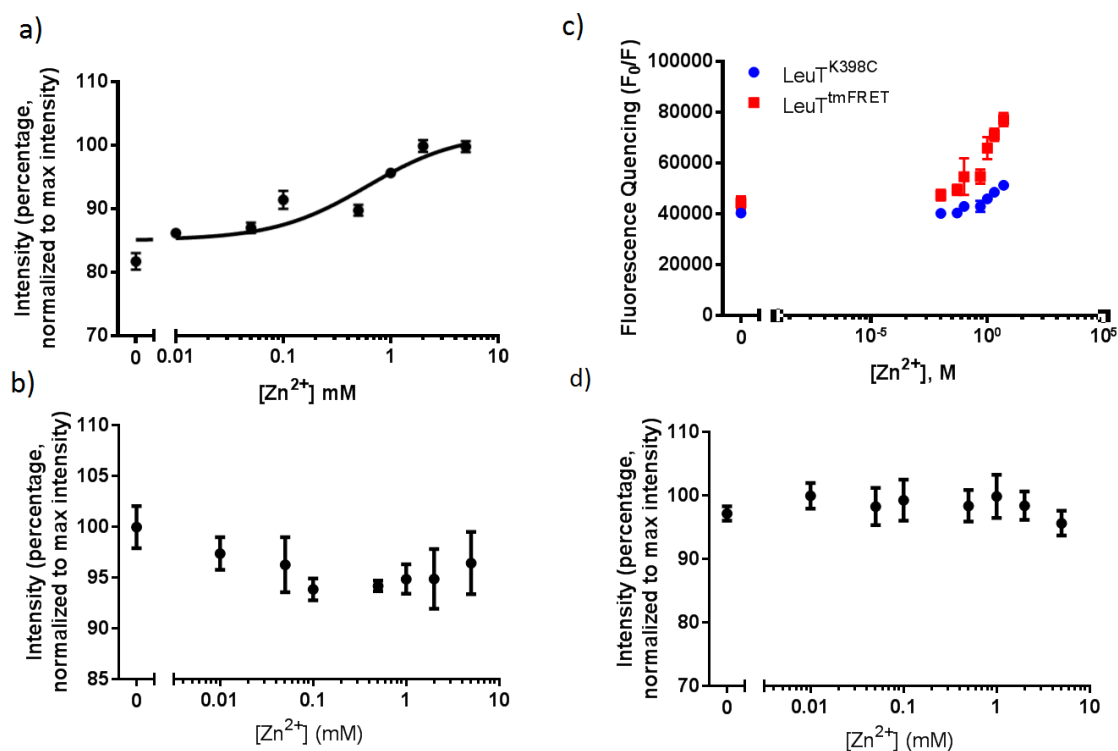 a)
Intensity (percentage,
normalized to max intensity)
110
100
90
80
70
0
0.01
0.1
1
10
[Zn2+] mM
c)
Fluorescence Quencing (F0/F)
100000
80000
60000
40000
20000
0
LeuTK398C
LeuTtmFRET
0
10-5
100
105
[Zn2+], M
b)
Intensity (percentage,
normalized to max intensity)
110
105
100
95
90
85
0
0.01
0.1
1
10
[Zn2+] (mM)
d)
Intensity (percentage,
normalized to max intensity)
110
100
90
80
70
0
0.01
0.1
1
10
[Zn2+] (mM)